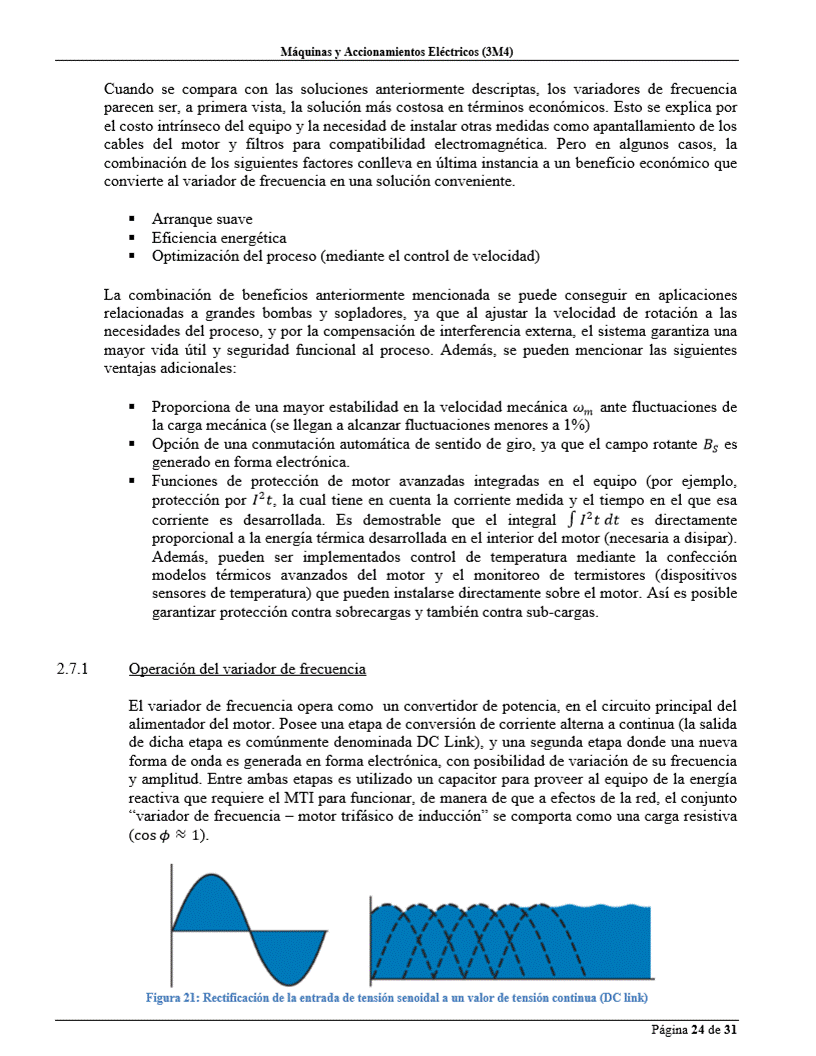 Máquinas y Accionamientos Eléctricos (3M4)
Cuando se compara con las soluciones anteriormente descriptas, los variadores de frecuencia
parecen ser, a primera vista, la solución más costosa en términos económicos. Esto se explica por
el costo intrínseco del equipo y la necesidad de instalar otras medidas como apantallamiento de los
cables del motor y filtros para compatibilidad electromagnética. Pero en algunos casos, la
combinación de los siguientes factores conlleva en última instancia a un beneficio económico que
convierte al variador de frecuencia en una solución conveniente.
▪ Arranque suave
▪ Eficiencia energética
▪ Optimización del proceso (mediante el control de velocidad)
La combinación de beneficios anteriormente mencionada se puede conseguir en aplicaciones
relacionadas a grandes bombas y sopladores, ya que al ajustar la velocidad de rotación a las
necesidades del proceso, y por la compensación de interferencia externa, el sistema garantiza una
mayor vida útil y seguridad funcional al proceso. Además, se pueden mencionar las siguientes
ventajas adicionales:
▪ Proporciona de una mayor estabilidad en la velocidad mecánica ωₘ ante fluctuaciones de
la carga mecánica (se llegan a alcanzar fluctuaciones menores a 1%)
▪ Opción de una conmutación automática de sentido de giro, ya que el campo rotante B_S es
generado en forma electrónica.
▪ Funciones de protección de motor avanzadas integradas en el equipo (por ejemplo,
protección por I²t, la cual tiene en cuenta la corriente medida y el tiempo en el que esa
corriente es desarrollada. Es demostrable que el integral ∫ I²t dt es directamente
proporcional a la energía térmica desarrollada en el interior del motor (necesaria a disipar).
Además, pueden ser implementados control de temperatura mediante la confección
modelos térmicos avanzados del motor y el monitoreo de termistores (dispositivos
sensores de temperatura) que pueden instalarse directamente sobre el motor. Así es posible
garantizar protección contra sobrecargas y también contra sub-cargas.
2.7.1 Operación del variador de frecuencia
El variador de frecuencia opera como un convertidor de potencia, en el circuito principal del
alimentador del motor. Posee una etapa de conversión de corriente alterna a continua (la salida
de dicha etapa es comúnmente denominada DC Link), y una segunda etapa donde una nueva
forma de onda es generada en forma electrónica, con posibilidad de variación de su frecuencia
y amplitud. Entre ambas etapas es utilizado un capacitor para proveer al equipo de la energía
reactiva que requiere el MTI para funcionar, de manera de que a efectos de la red, el conjunto
“variador de frecuencia – motor trifásico de inducción” se comporta como una carga resistiva
(cos ϕ ≈ 1).
Figura 21: Rectificación de la entrada de tensión senoidal a un valor de tensión continua (DC link)
Página 24 de 31